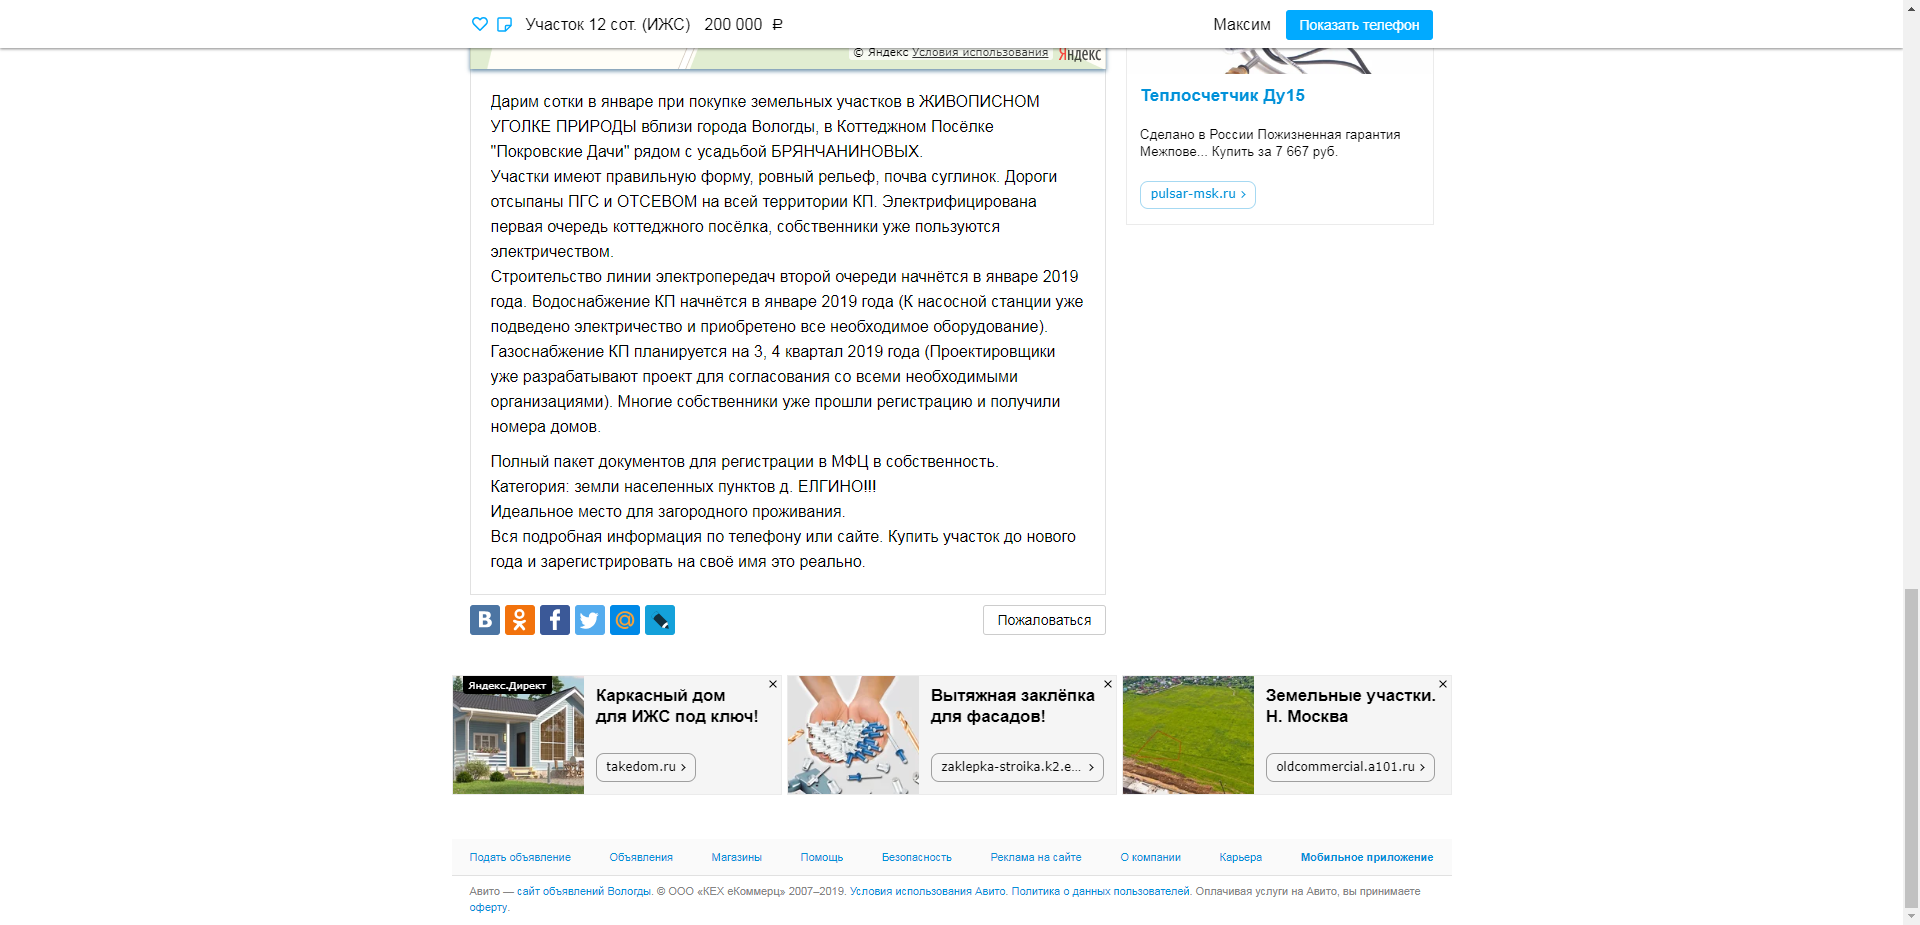 Участок 12 сот. (ИЖС) 200 000 ₽
Максим
Показать телефон
© Яндекс Условия использования Яндекс
Дарим сотки в январе при покупке земельных участков в ЖИВОПИСНОМ
УГОЛКЕ ПРИРОДЫ вблизи города Вологды, в Коттеджном Посёлке
"Покровские Дачи" рядом с усадьбой БРЯНЧАНИНОВЫХ.
Участки имеют правильную форму, ровный рельеф, почва суглинок. Дороги
отсыпаны ПГС и ОТСЕВОМ на всей территории КП. Электрифицирована
первая очередь коттеджного посёлка, собственники уже пользуются
электричеством.
Строительство линии электропередач второй очереди начнётся в январе 2019
года. Водоснабжение КП начнётся в январе 2019 года (К насосной станции уже
подведено электричество и приобретено все необходимое оборудование).
Газоснабжение КП планируется на 3, 4 квартал 2019 года (Проектировщики
уже разрабатывают проект для согласования со всеми необходимыми
организациями). Многие собственники уже прошли регистрацию и получили
номера домов.
Полный пакет документов для регистрации в МФЦ в собственность.
Категория: земли населенных пунктов д. ЕЛГИНО!!!
Идеальное место для загородного проживания.
Вся подробная информация по телефону или сайте. Купить участок до нового
года и зарегистрировать на своё имя это реально.
Теплосчетчик Ду15
Сделано в России Пожизненная гарантия
Межпове... Купить за 7 667 руб.
pulsar-msk.ru ›
Пожаловаться
Яндекс.Директ
Каркасный дом
для ИЖС под ключ!
takedom.ru ›
Вытяжная заклёпка
для фасадов!
zaklepka-stroika.k2.e... ›
Земельные участки.
Н. Москва
oldcommercial.a101.ru ›
Подать объявление Объявления Магазины Помощь Безопасность Реклама на сайте О компании Карьера Мобильное приложение
Авито — сайт объявлений Вологды. © ООО «КЕХ еКоммерц» 2007–2019. Условия использования Авито. Политика о данных пользователей. Оплачивая услуги на Авито, вы принимаете
оферту.